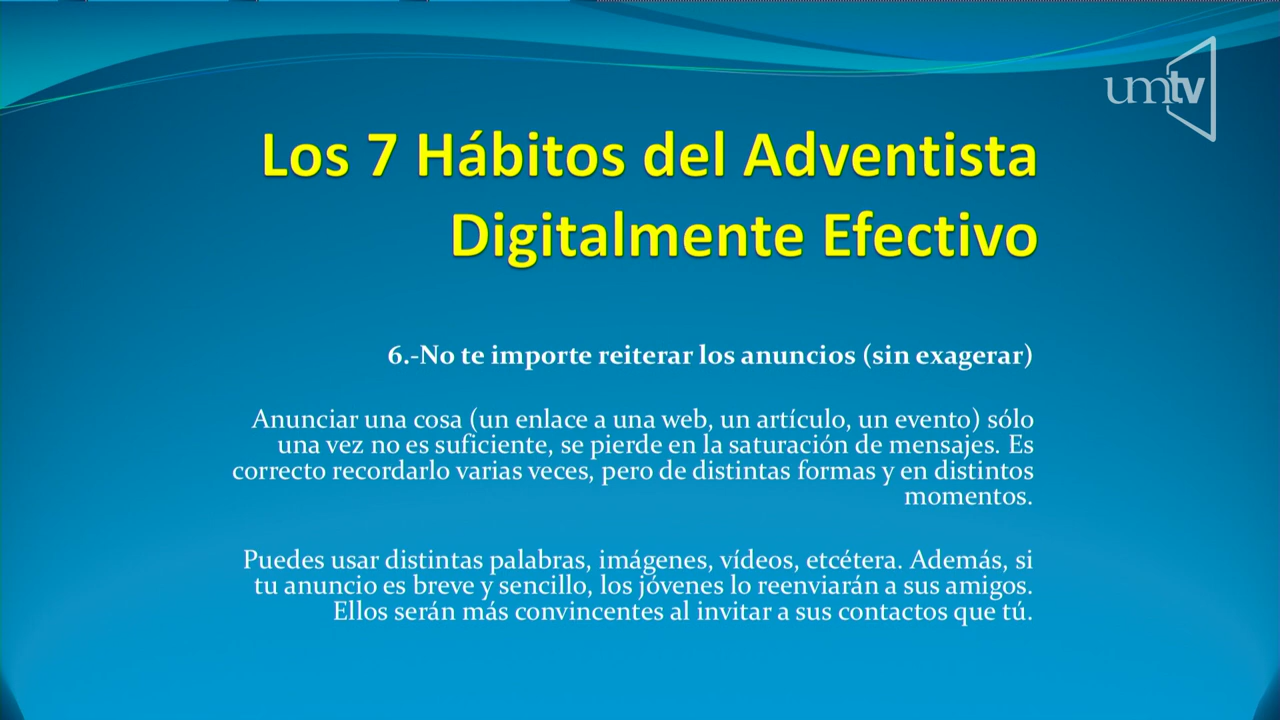 umtv
Los 7 Hábitos del Adventista
Digitalmente Efectivo
6.-No te importe reiterar los anuncios (sin exagerar)
Anunciar una cosa (un enlace a una web, un artículo, un evento) sólo
una vez no es suficiente, se pierde en la saturación de mensajes. Es
correcto recordarlo varias veces, pero de distintas formas y en distintos
momentos.
Puedes usar distintas palabras, imágenes, vídeos, etcétera. Además, si
tu anuncio es breve y sencillo, los jóvenes lo reenviarán a sus amigos.
Ellos serán más convincentes al invitar a sus contactos que tú.